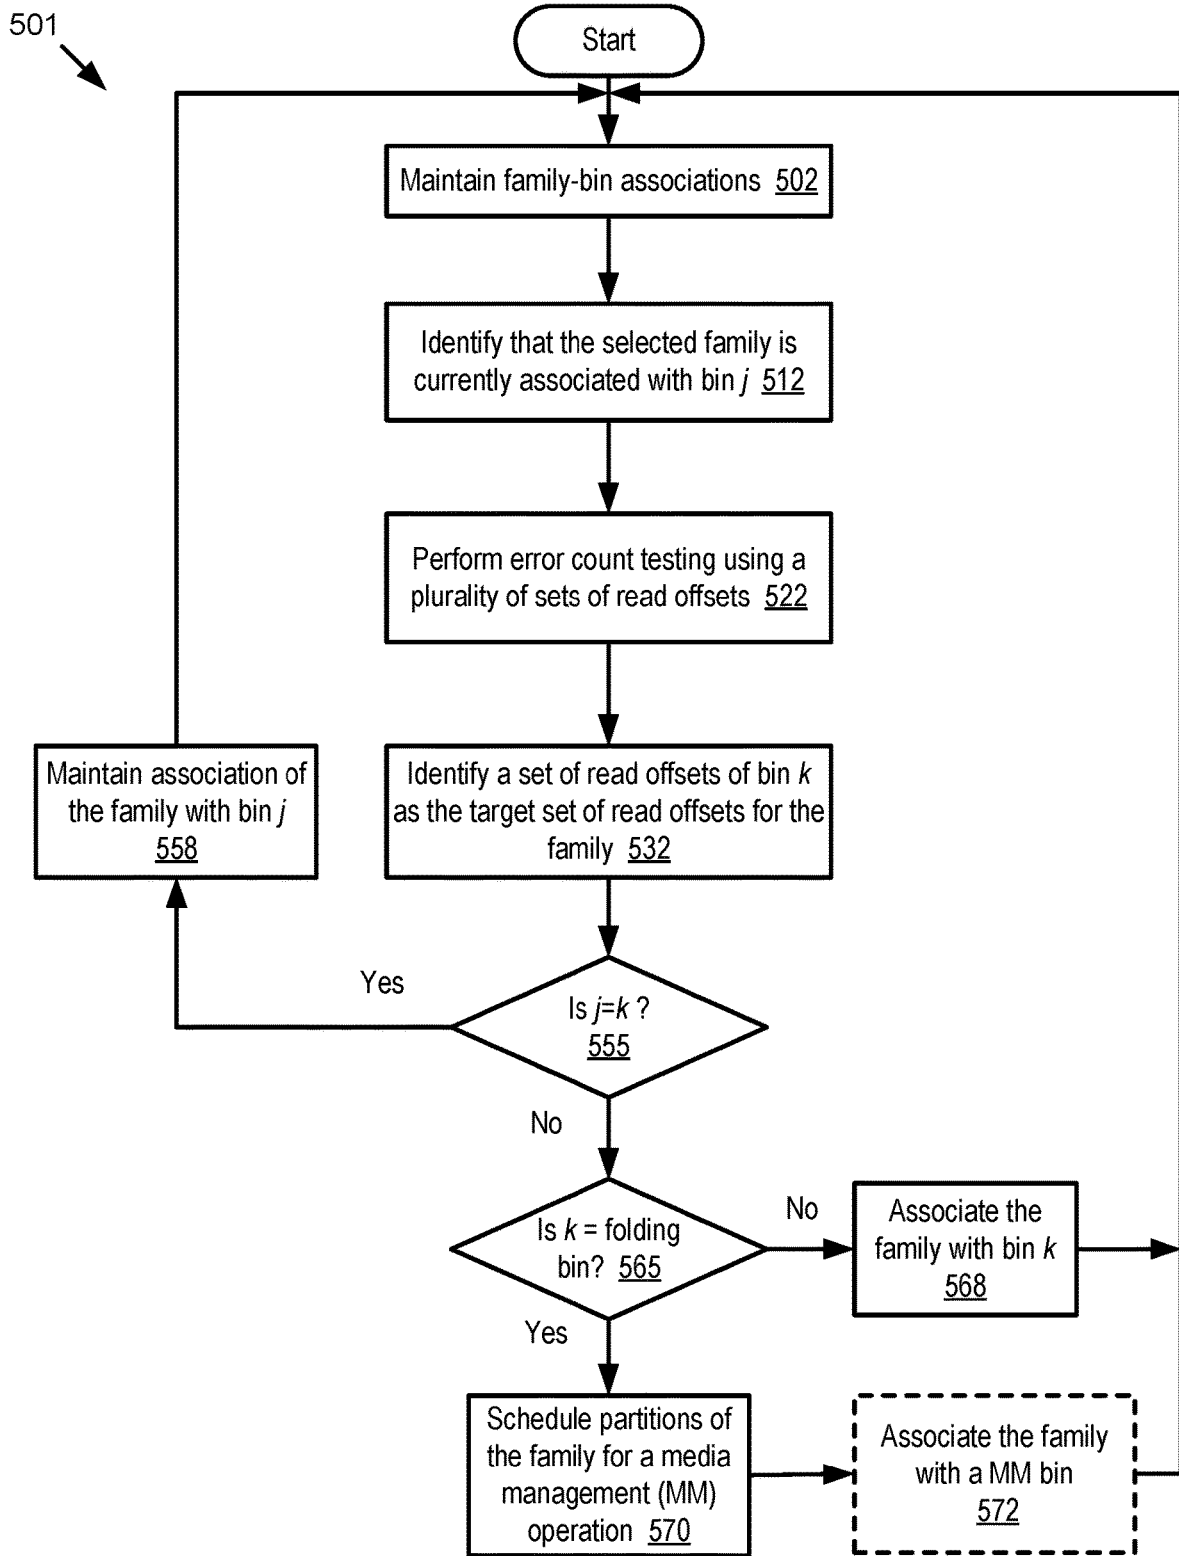 501
Start
Maintain family-bin associations 502
Identify that the selected family is
currently associated with bin j 512
Perform error count testing using a
plurality of sets of read offsets 522
Maintain association of
the family with bin j
558
Identify a set of read offsets of bin k
as the target set of read offsets for the
family 532
Yes
Is j=k ?
555
No
Is k = folding
bin? 565
No
Associate the
family with bin k
568
Yes
Schedule partitions of
the family for a media
management (MM)
operation 570
Associate the family
with a MM bin
572